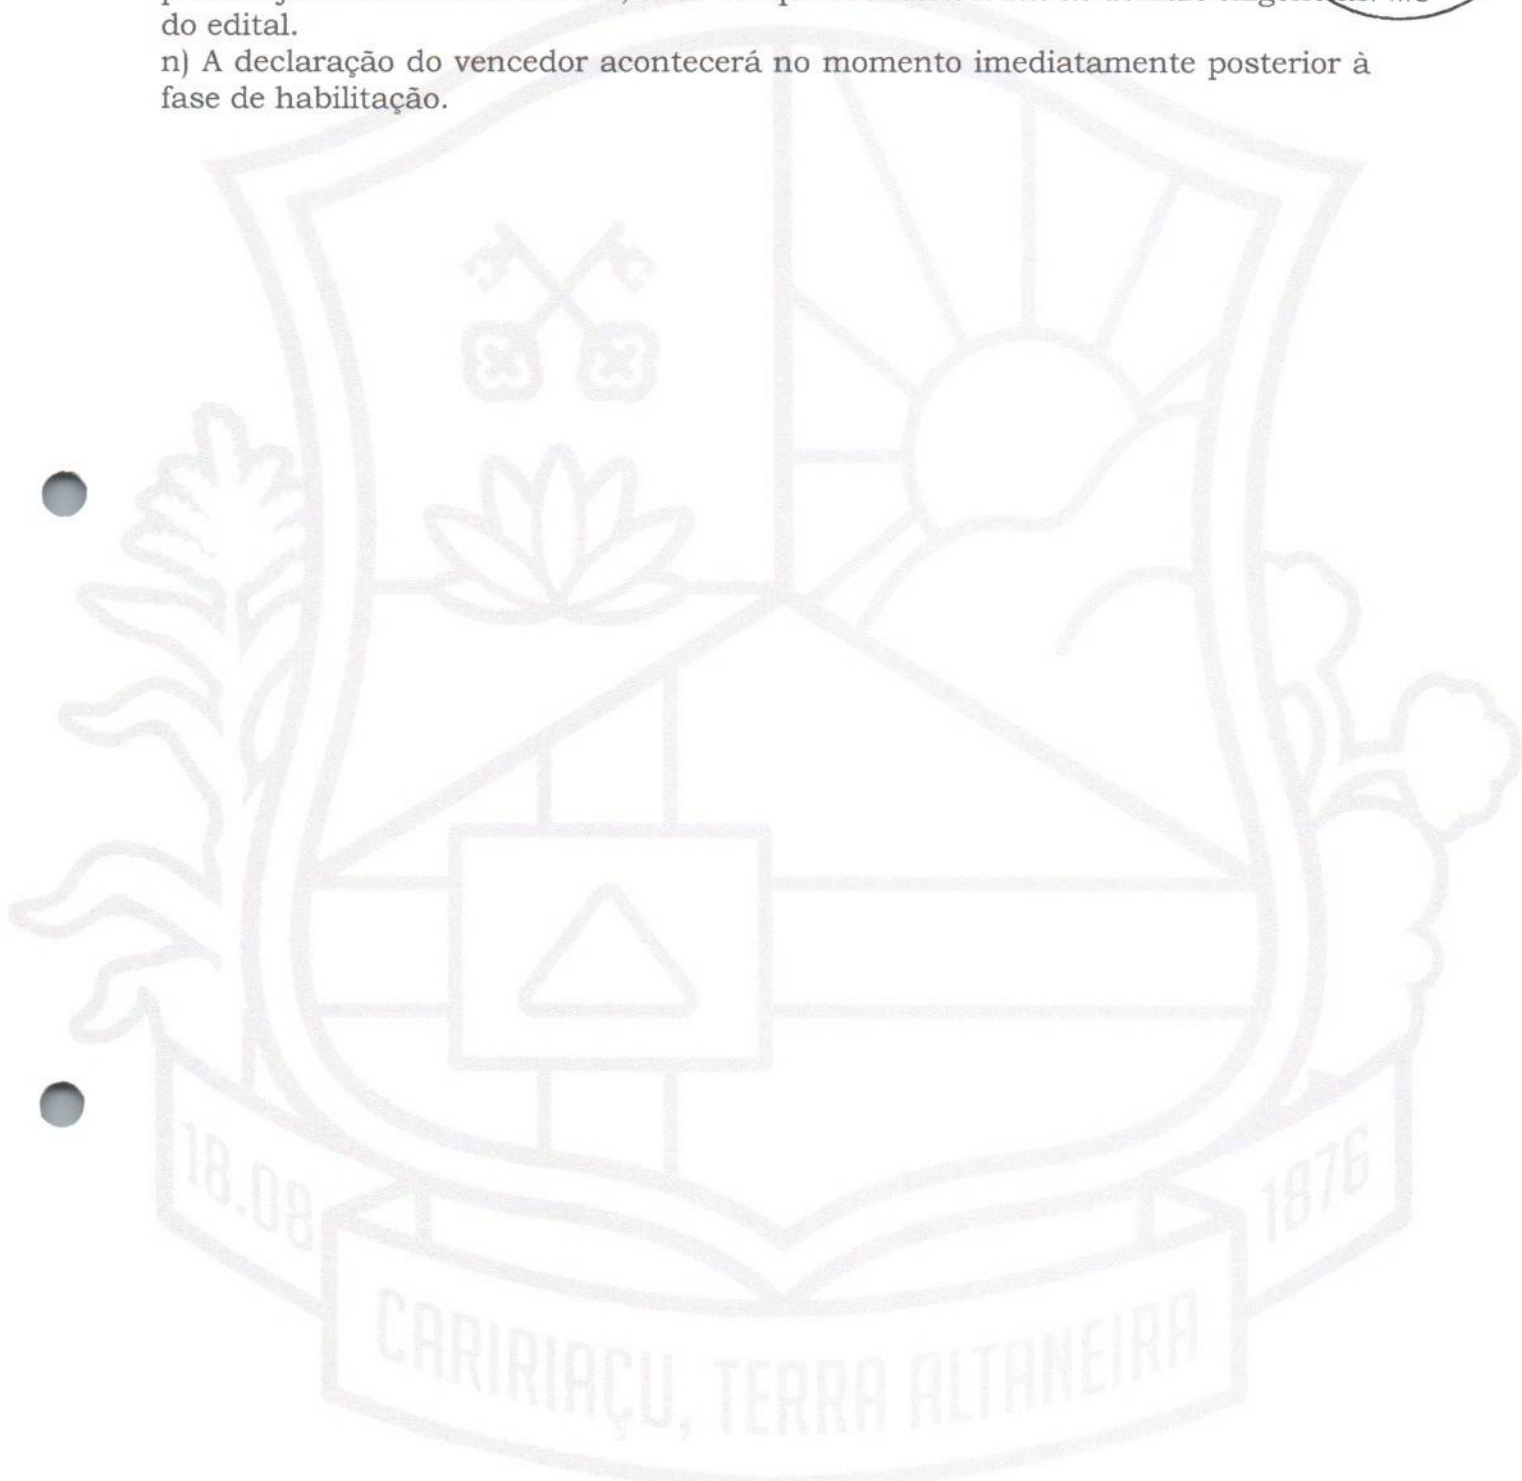 do edital.
n) A declaração do vencedor acontecerá no momento imediatamente posterior à
fase de habilitação.
18.08
1876
CARIRIAÇU, TERRA ALTANEIRA